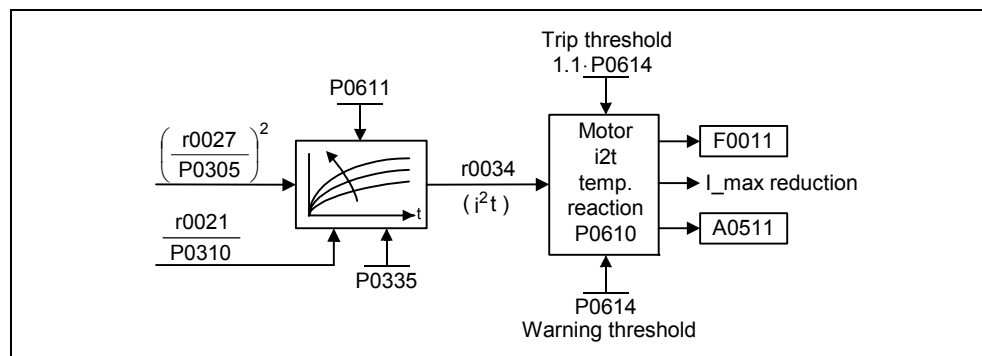 Trip threshold
1.1·P0614
P0611
(r0027/P0305)²
r0021/P0310
t
P0335
r0034
(i²t)
Motor
i2t
temp.
reaction
P0610
F0011
I_max reduction
A0511
P0614
Warning threshold